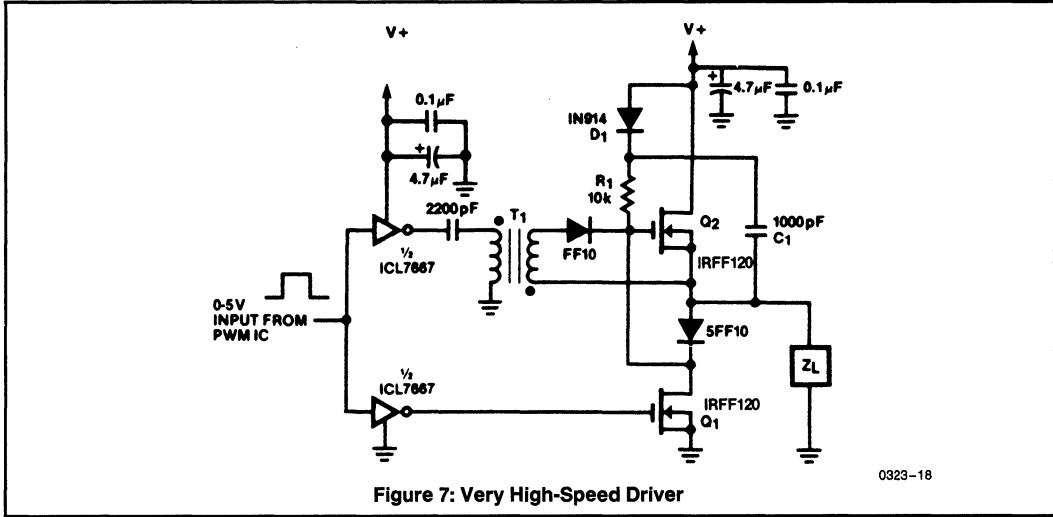 V+
V+
0.1µF
+
4.7µF
2200pF
T1
½
ICL7667
0-5V
INPUT FROM
PWM IC
½
ICL7667
+
4.7µF
0.1µF
IN914
D1
R1
10k
FF10
Q2
IRFF120
1000pF
C1
5FF10
ZL
IRFF120
Q1
0323-18
Figure 7: Very High-Speed Driver